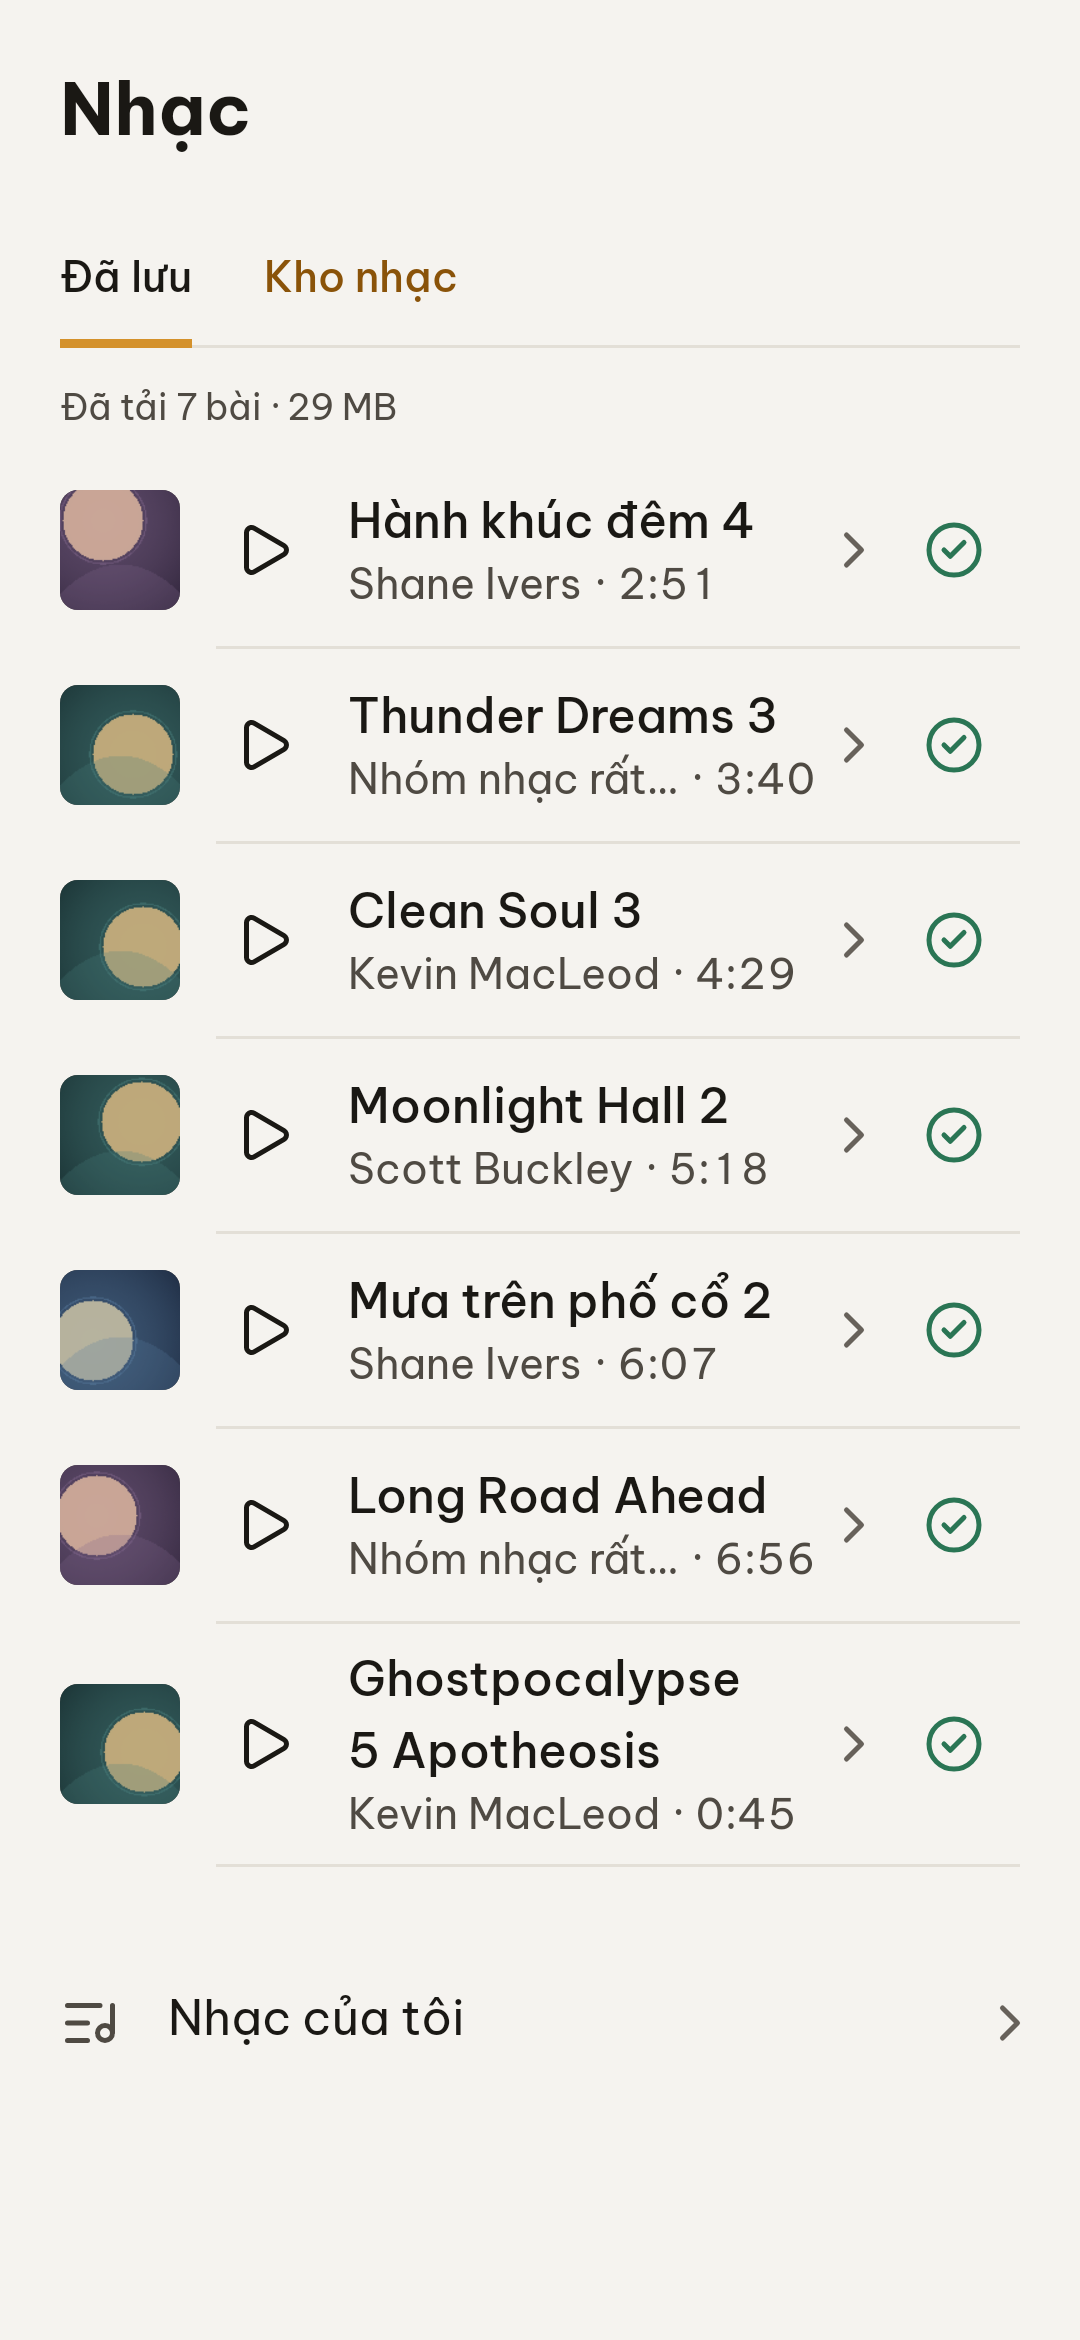 Nhạc
Đã lưu
Kho nhạc
Đã tải 7 bài · 29 MB
Hành khúc đêm 4
Shane Ivers · 2:51
Thunder Dreams 3
Nhóm nhạc rất... · 3:40
Clean Soul 3
Kevin MacLeod · 4:29
Moonlight Hall 2
Scott Buckley · 5:18
Mưa trên phố cổ 2
Shane Ivers · 6:07
Long Road Ahead
Nhóm nhạc rất... · 6:56
Ghostpocalypse
5 Apotheosis
Kevin MacLeod · 0:45
Nhạc của tôi